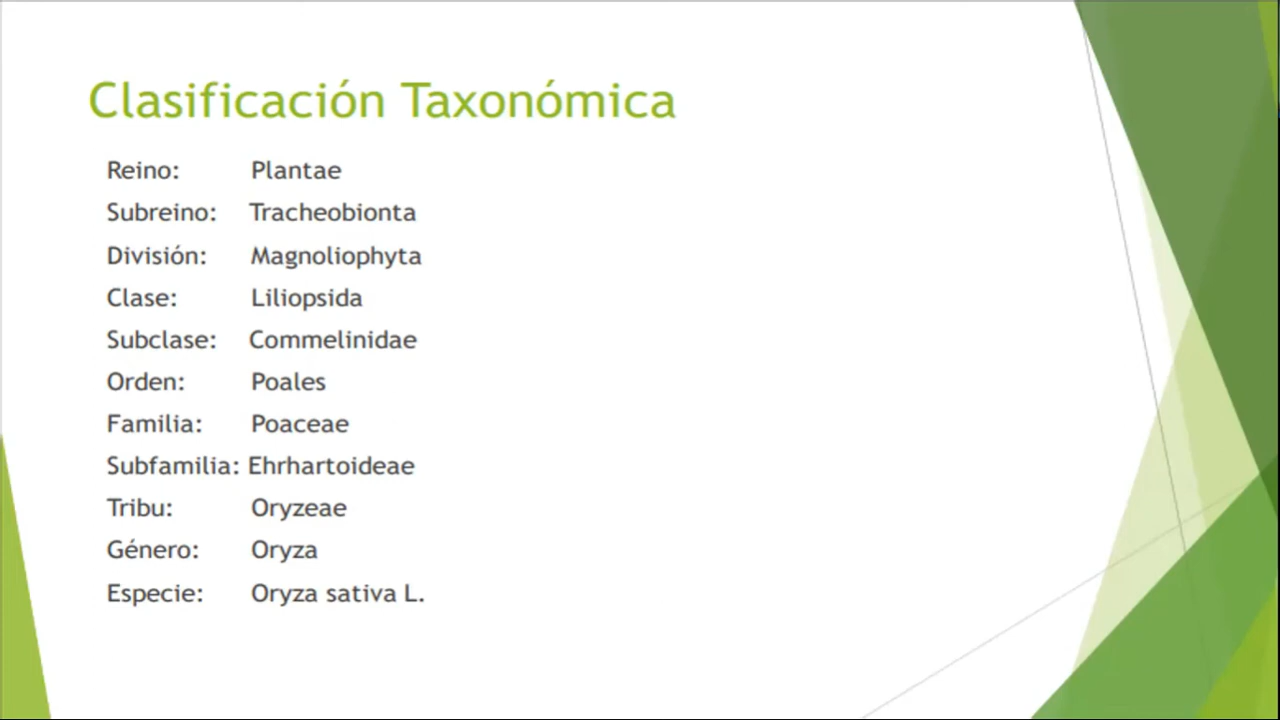 Clasificación Taxonómica
Reino: Plantae
Subreino: Tracheobionta
División: Magnoliophyta
Clase: Liliopsida
Subclase: Commelinidae
Orden: Poales
Familia: Poaceae
Subfamilia: Ehrhartoideae
Tribu: Oryzeae
Género: Oryza
Especie: Oryza sativa L.